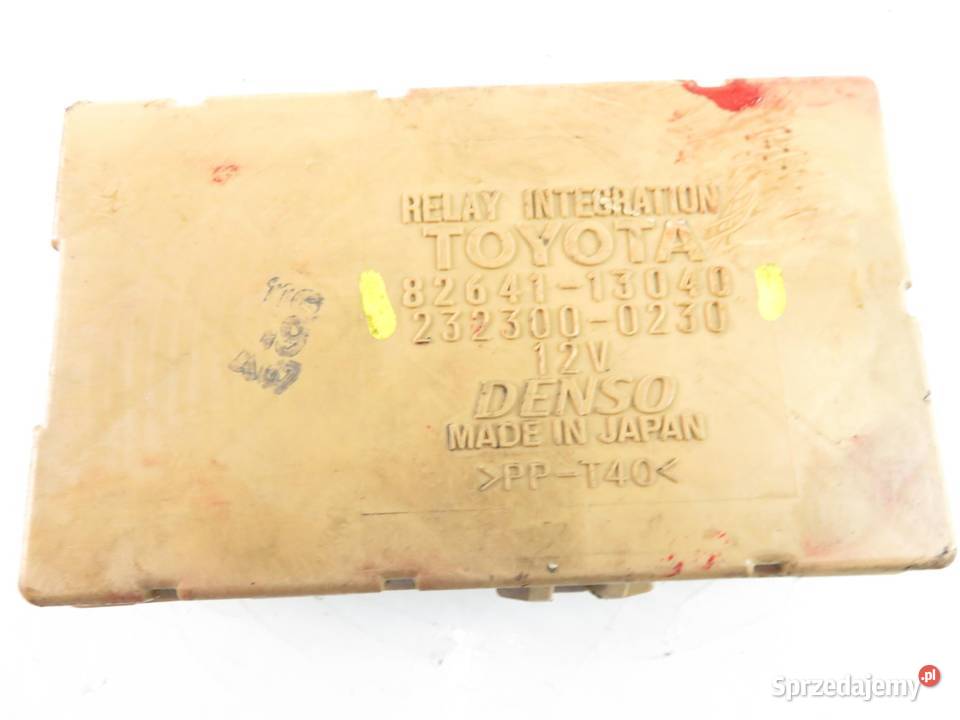 RELAY INTEGRATION
TOYOTA
82641-13040
232300-0230
12V
DENSO
MADE IN JAPAN
>PP-T40<
Sprzedajemy.pl